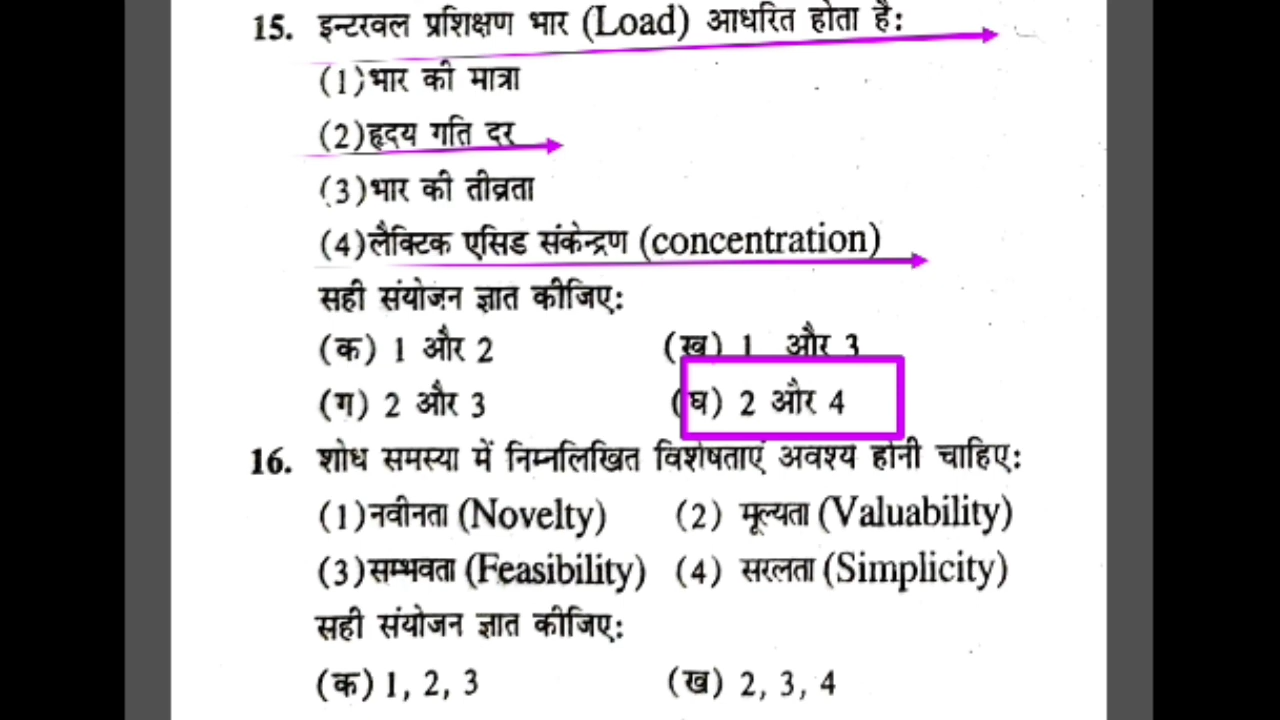 15. इन्टरवल प्रशिक्षण भार (Load) आधरित होता है:
(1)भार की मात्रा
(2)हृदय गति दर
(3)भार की तीव्रता
(4)लैक्टिक एसिड संकेन्द्रण (concentration)
सही संयोजन ज्ञात कीजिए:
(क) 1 और 2 (ख) 1 और 3
(ग) 2 और 3 (घ) 2 और 4
16. शोध समस्या में निम्नलिखित विशेषताएं अवश्य होनी चाहिए:
(1)नवीनता (Novelty) (2) मूल्यता (Valuability)
(3)सम्भवता (Feasibility) (4) सरलता (Simplicity)
सही संयोजन ज्ञात कीजिए:
(क) 1, 2, 3 (ख) 2, 3, 4